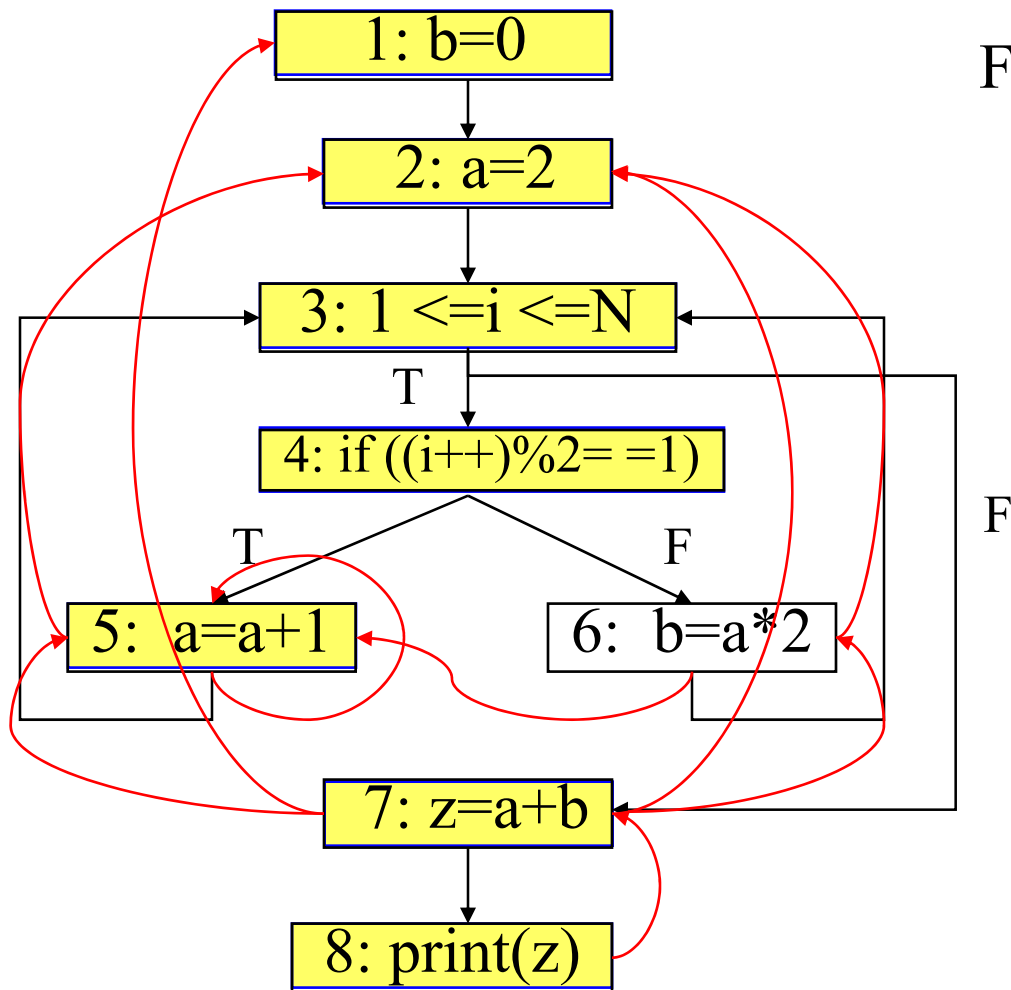 1: b=0
F
2: a=2
3: 1 <=i <=N
T
4: if ((i++)%2= =1)
F
T
F
5: a=a+1
6: b=a*2
7: z=a+b
8: print(z)